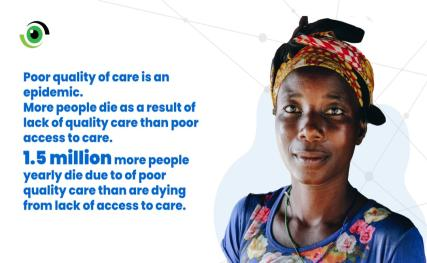 Poor quality of care is an
epidemic.
More people die as a result of
lack of quality care than poor
access to care.
1.5 million more people
yearly die due to of poor
quality care than are dying
from lack of access to care.